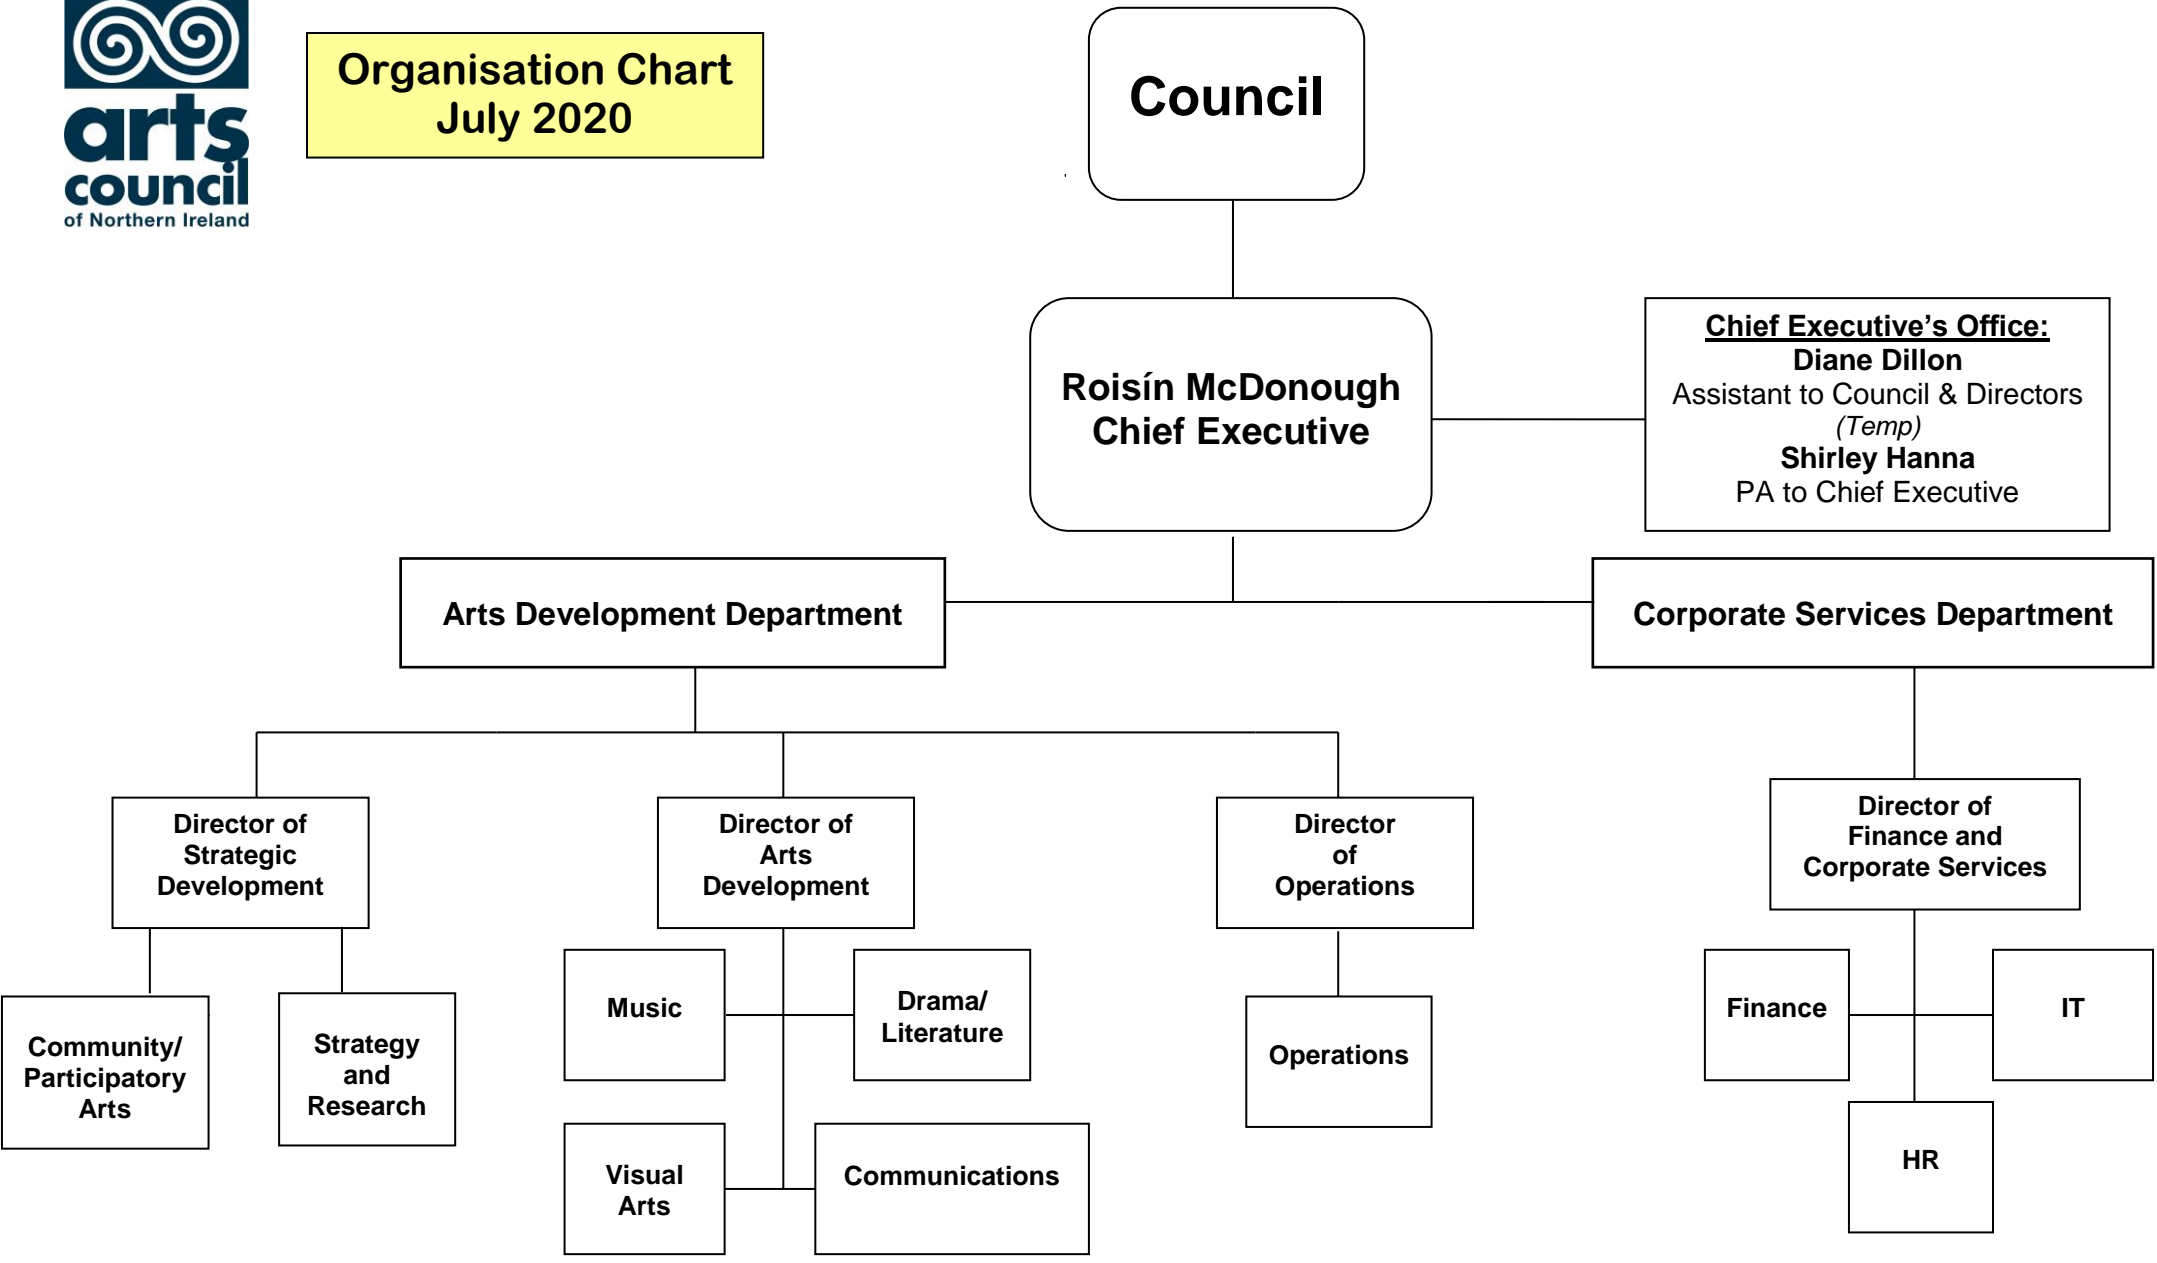 arts
council
of Northern Ireland
Organisation Chart
July 2020
Council
Roisín McDonough
Chief Executive
Chief Executive’s Office:
Diane Dillon
Assistant to Council & Directors
(Temp)
Shirley Hanna
PA to Chief Executive
Arts Development Department
Corporate Services Department
Director of
Strategic
Development
Director of
Arts
Development
Director
of
Operations
Director of
Finance and
Corporate Services
Community/
Participatory
Arts
Strategy
and
Research
Music
Drama/
Literature
Visual
Arts
Communications
Operations
Finance
IT
HR